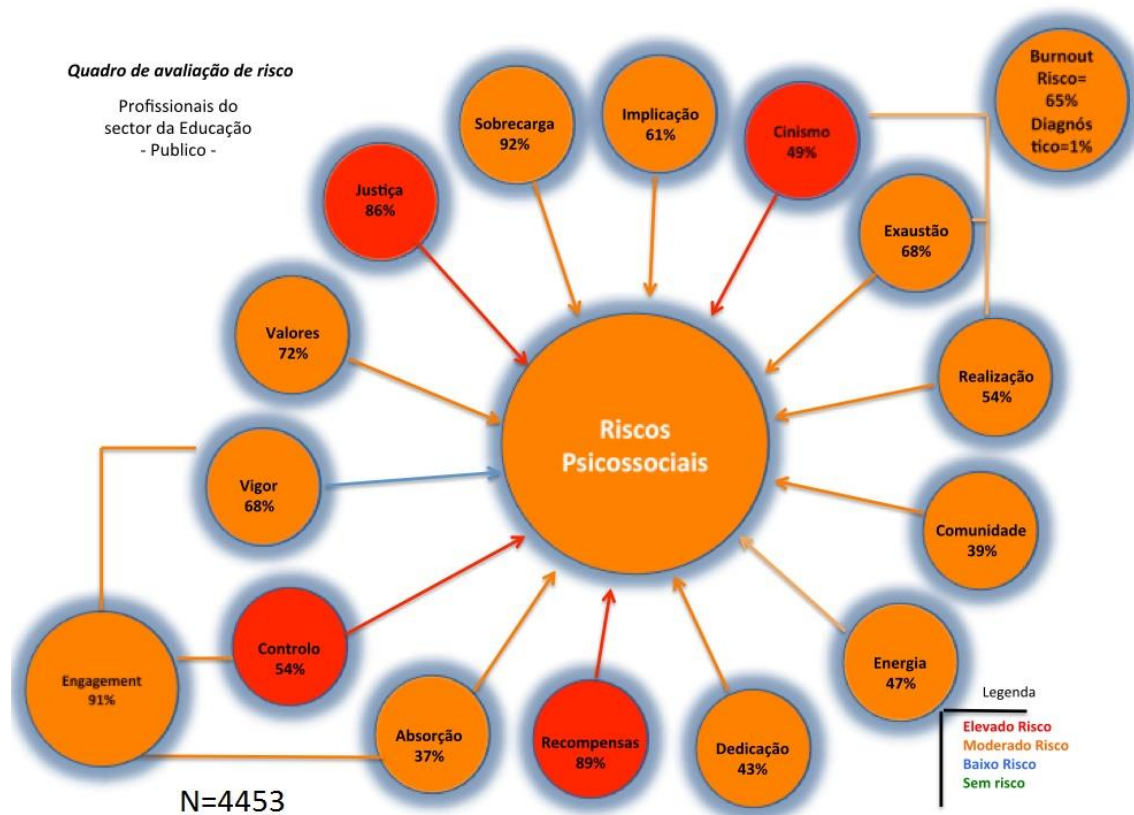 Quadro de avaliação de risco
Profissionais do
sector da Educação
- Publico -
Burnout
Risco=
65%
Diagnós
tico=1%
Implicação
61%
Sobrecarga
92%
Cinismo
49%
Justiça
86%
Exaustão
68%
Valores
72%
Realização
54%
Riscos
Psicossociais
Vigor
68%
Comunidade
39%
Controlo
54%
Energia
47%
Engagement
91%
Absorção
37%
Recompensas
89%
Dedicação
43%
Legenda
Elevado Risco
Moderado Risco
Baixo Risco
Sem risco
N=4453